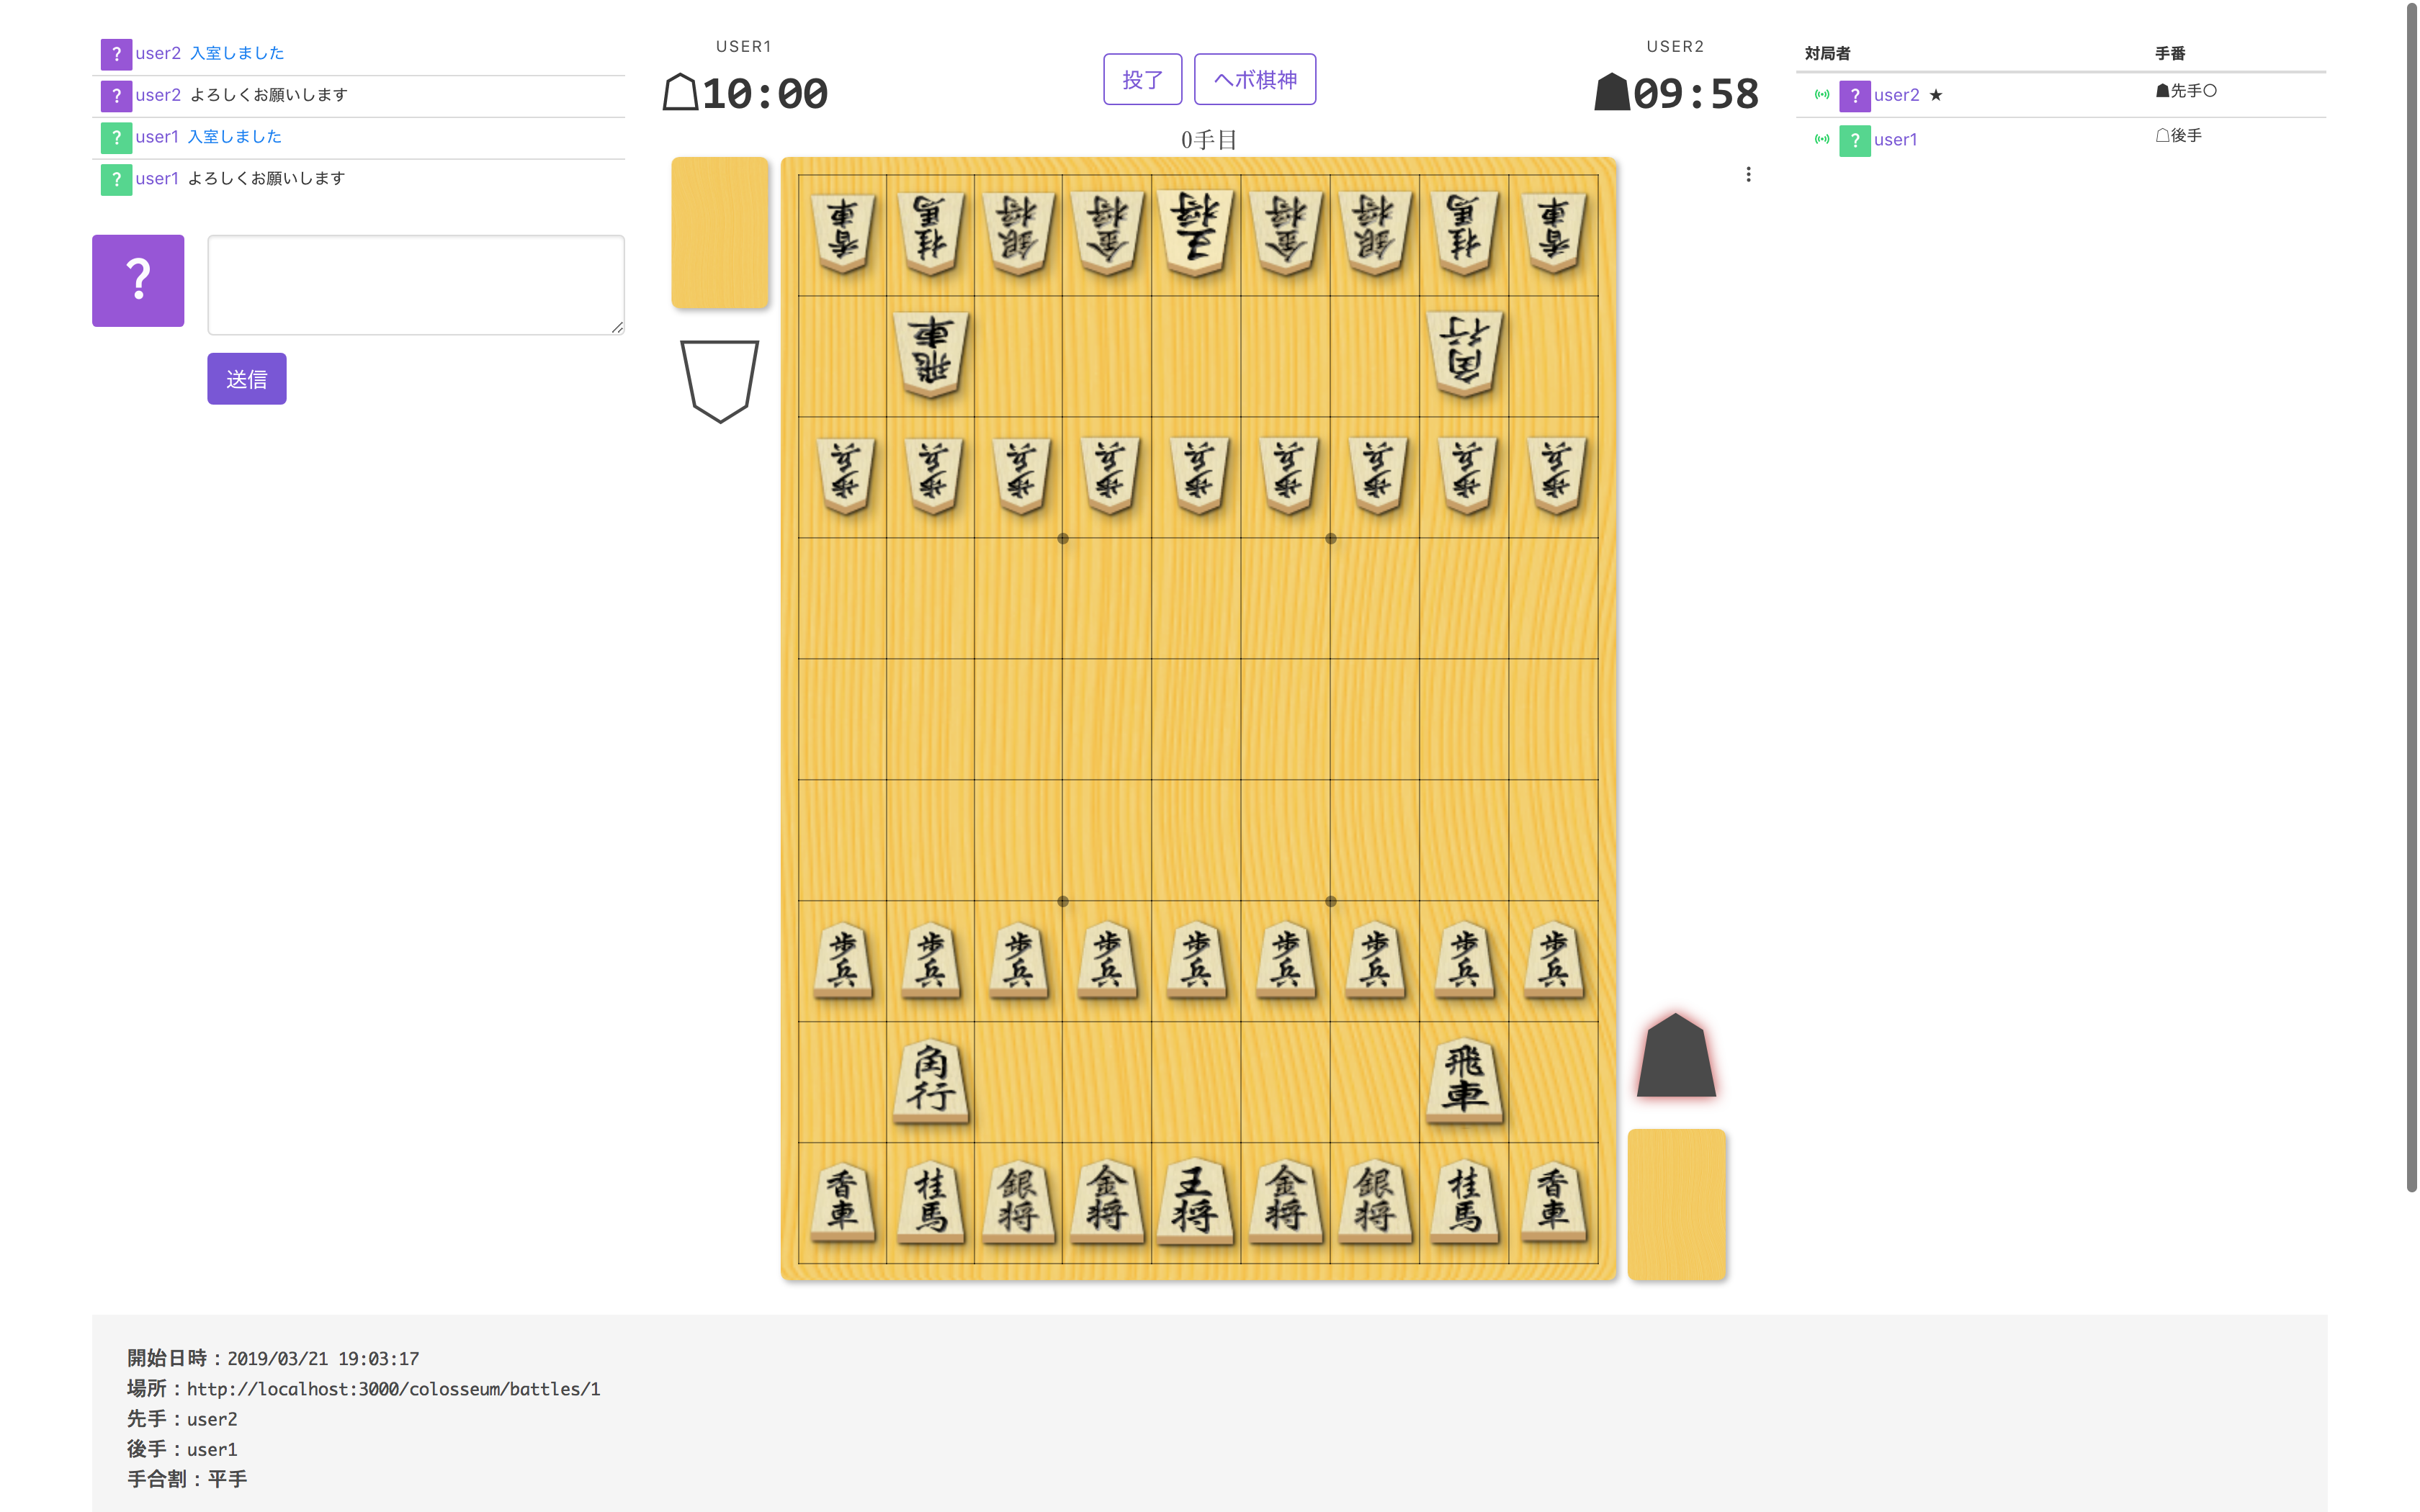 ? user2 入室しました
? user2 よろしくお願いします
? user1 入室しました
? user1 よろしくお願いします
?
送信
USER1
10:00
投了 ヘボ棋神
USER2
09:58
0手目
香車 桂馬 銀将 金将 王将 金将 銀将 桂馬 香車
飛車 角行
歩兵 歩兵 歩兵 歩兵 歩兵 歩兵 歩兵 歩兵 歩兵
歩兵 歩兵 歩兵 歩兵 歩兵 歩兵 歩兵 歩兵 歩兵
角行 飛車
香車 桂馬 銀将 金将 王将 金将 銀将 桂馬 香車
対局者 手番
? user2 ★ ☗先手○
? user1 ☖後手
開始日時：2019/03/21 19:03:17
場所：http://localhost:3000/colosseum/battles/1
先手：user2
後手：user1
手合割：平手